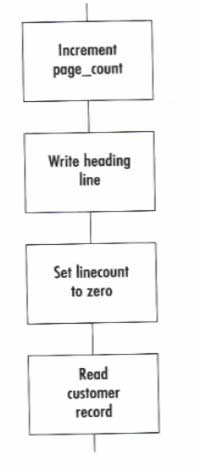 Increment
page_count
Write heading
line
Set linecount
to zero
Read
customer
record